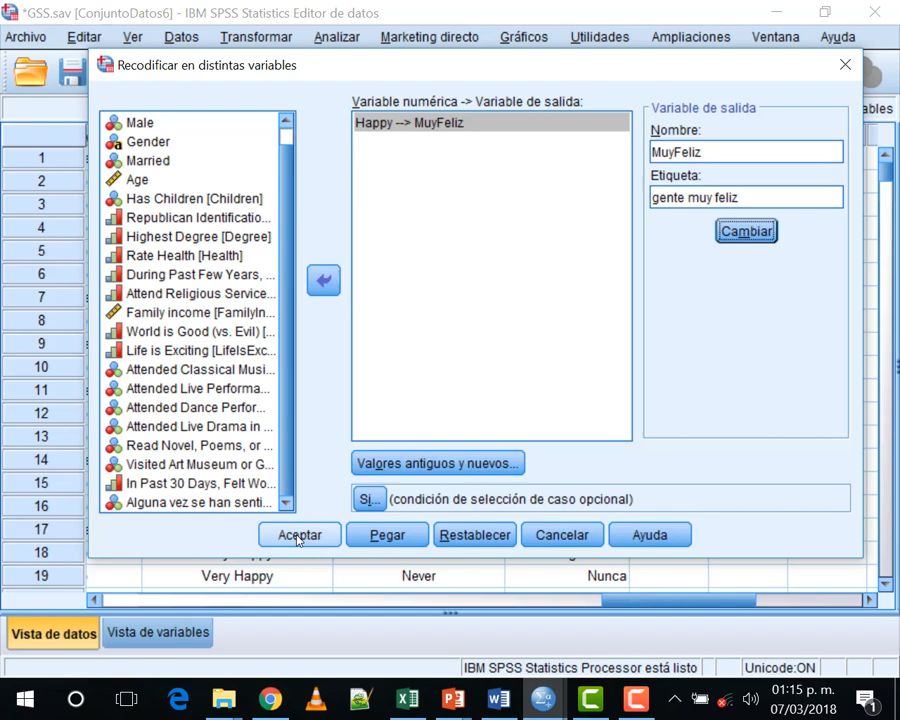 *GSS.sav [ConjuntoDatos6] - IBM SPSS Statistics Editor de datos
Archivo Editar Ver Datos Transformar Analizar Marketing directo Gráficos Utilidades Ampliaciones Ventana Ayuda
Recodificar en distintas variables
Variable numérica -> Variable de salida:
Happy --> MuyFeliz
Variable de salida
Nombre:
MuyFeliz
Etiqueta:
gente muy feliz
Cambiar
Male
Gender
Married
Age
Has Children [Children]
Republican Identificatio...
Highest Degree [Degree]
Rate Health [Health]
During Past Few Years, ...
Attend Religious Service...
Family income [FamilyIn...
World is Good (vs. Evil) [...
Life is Exciting [LifeIsExc...
Attended Classical Musi...
Attended Live Performa...
Attended Dance Perfor...
Attended Live Drama in ...
Read Novel, Poems, or ...
Visited Art Museum or G...
In Past 30 Days, Felt Wo...
Alguna vez se han senti...
Valores antiguos y nuevos...
Si... (condición de selección de caso opcional)
Aceptar Pegar Restablecer Cancelar Ayuda
ables
1
2
3
4
5
6
7
8
9
10
11
12
13
14
15
16
17
18
19 Very Happy Never Nunca
Vista de datos Vista de variables
IBM SPSS Statistics Processor está listo Unicode:ON
01:15 p. m.
07/03/2018
1